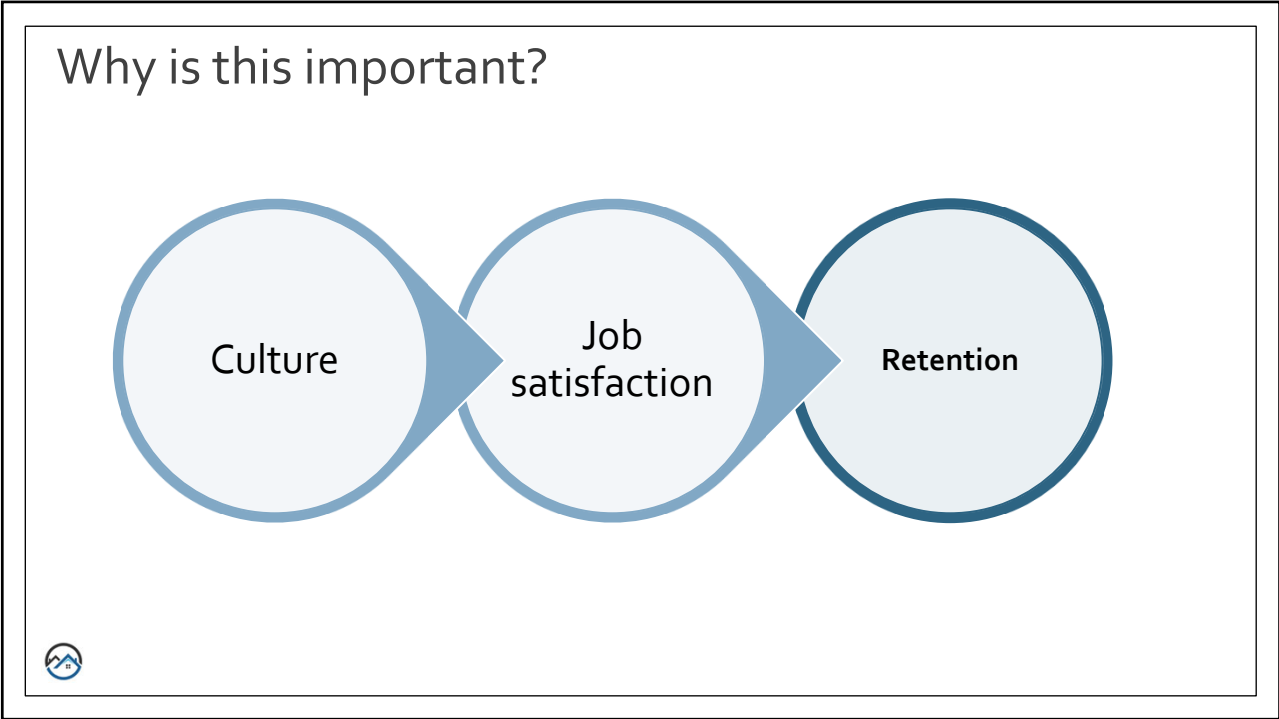 Why is this important?
Culture
Job
satisfaction
Retention